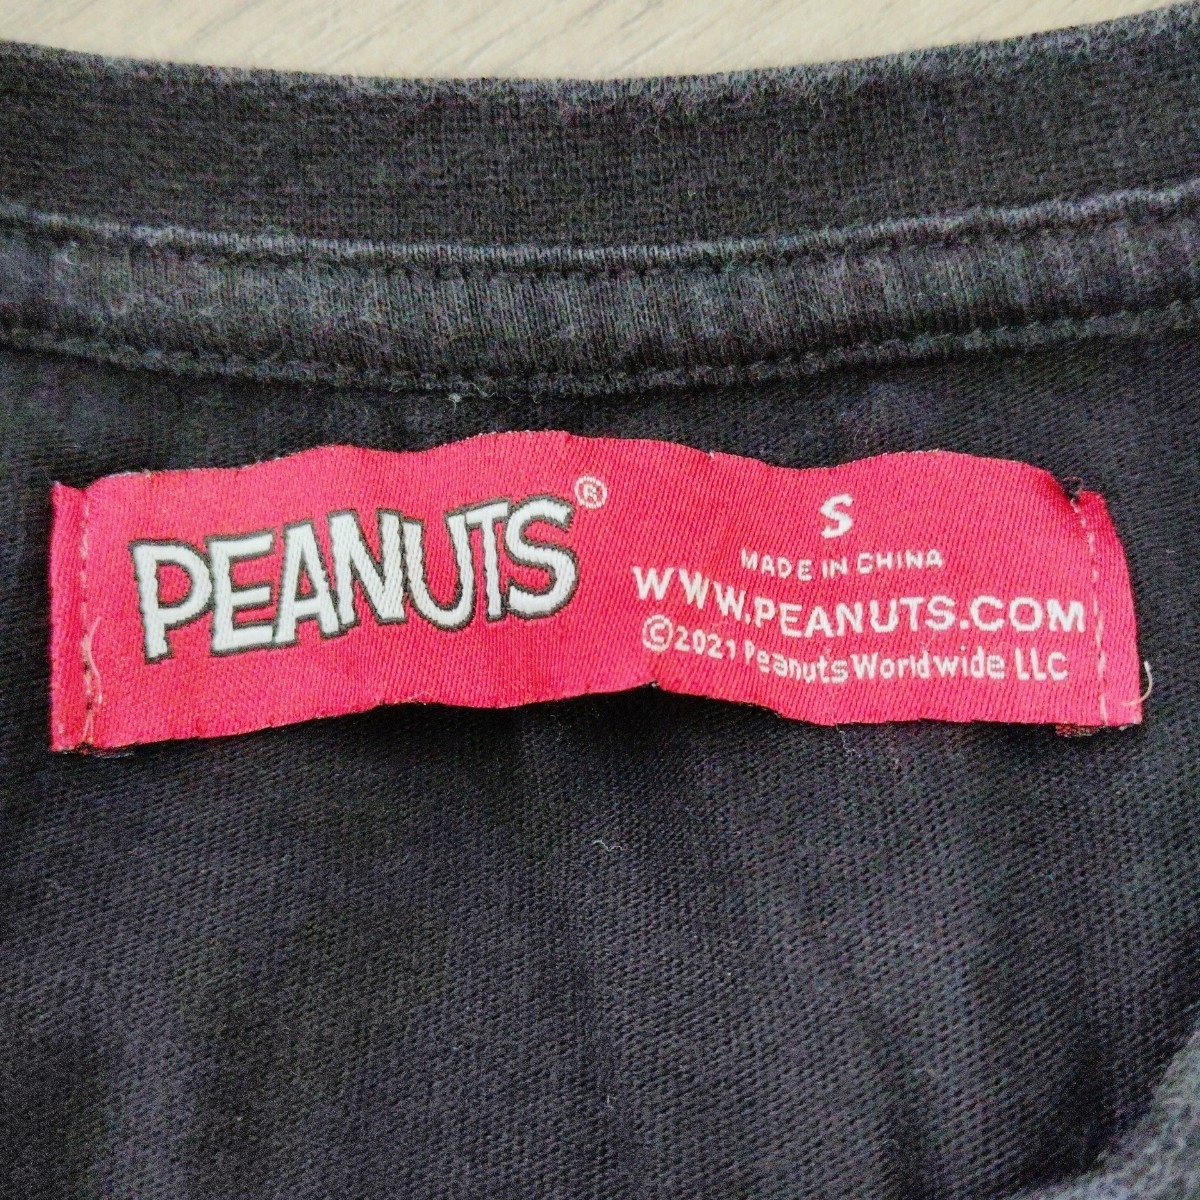 PEANUTS®
S
MADE IN CHINA
WWW.PEANUTS.COM
©2021 Peanuts Worldwide LLC